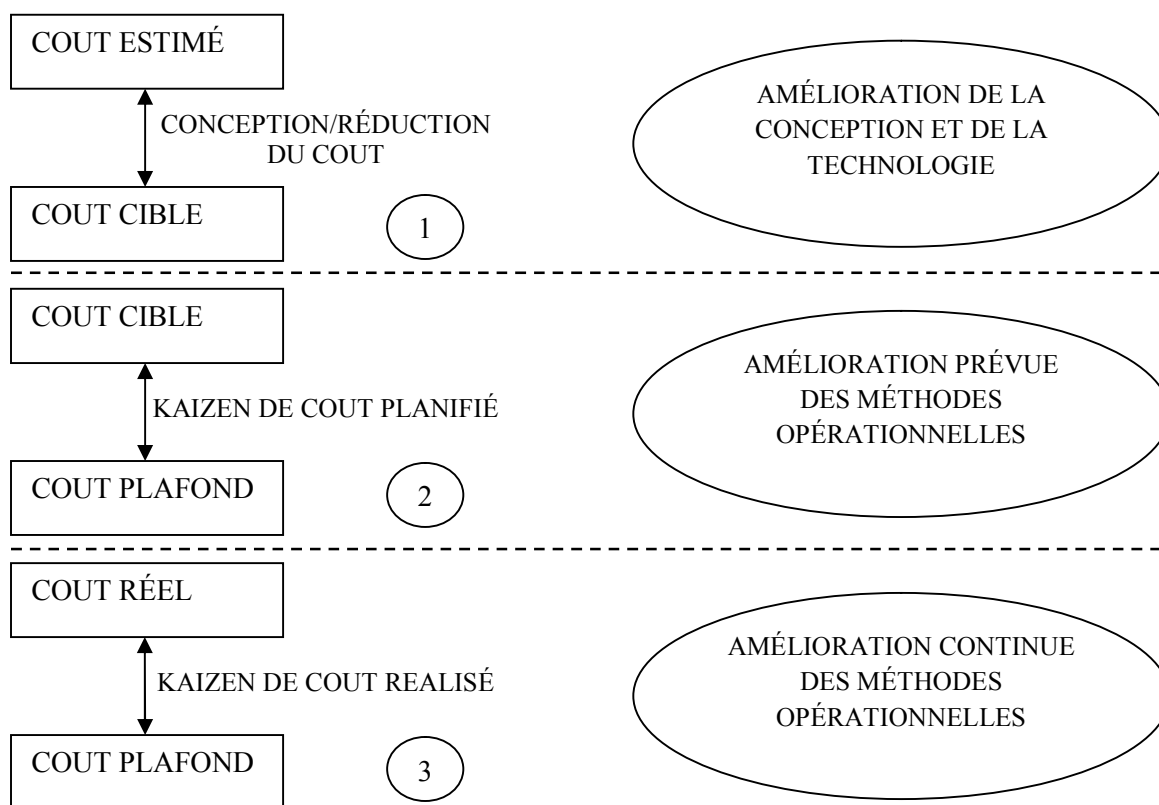 COUT ESTIMÉ
CONCEPTION/RÉDUCTION
DU COUT
COUT CIBLE
1
AMÉLIORATION DE LA
CONCEPTION ET DE LA
TECHNOLOGIE
COUT CIBLE
KAIZEN DE COUT PLANIFIÉ
COUT PLAFOND
2
AMÉLIORATION PRÉVUE
DES MÉTHODES
OPÉRATIONNELLES
COUT RÉEL
KAIZEN DE COUT REALISÉ
COUT PLAFOND
3
AMÉLIORATION CONTINUE
DES MÉTHODES
OPÉRATIONNELLES